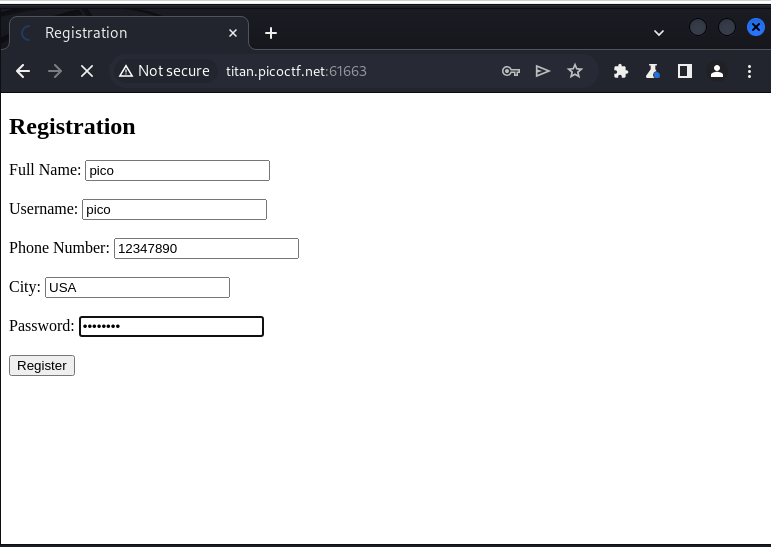 Registration
Not secure titan.picoctf.net:61663
Registration
Full Name: pico
Username: pico
Phone Number: 12347890
City: USA
Password: ••••••••
Register